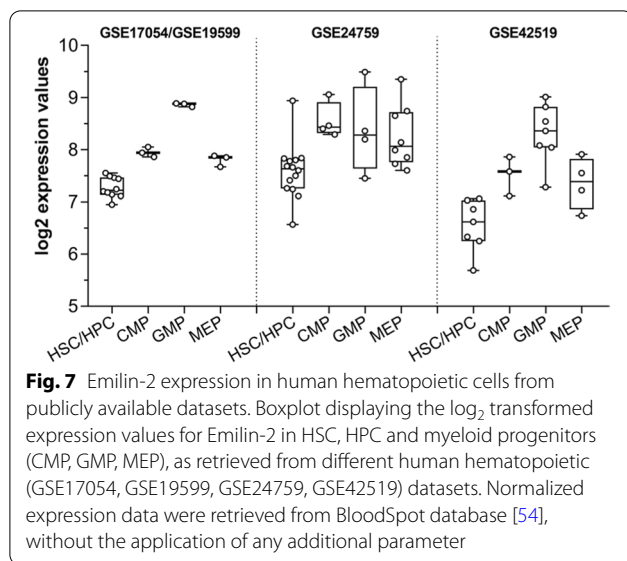 GSE17054/GSE19599 GSE24759 GSE42519
10
9
8
7
6
5
log2 expression values
HSC/HPC CMP GMP MEP HSC/HPC CMP GMP MEP HSC/HPC CMP GMP MEP
Fig. 7 Emilin-2 expression in human hematopoietic cells from
publicly available datasets. Boxplot displaying the log₂ transformed
expression values for Emilin-2 in HSC, HPC and myeloid progenitors
(CMP, GMP, MEP), as retrieved from different human hematopoietic
(GSE17054, GSE19599, GSE24759, GSE42519) datasets. Normalized
expression data were retrieved from BloodSpot database [54],
without the application of any additional parameter